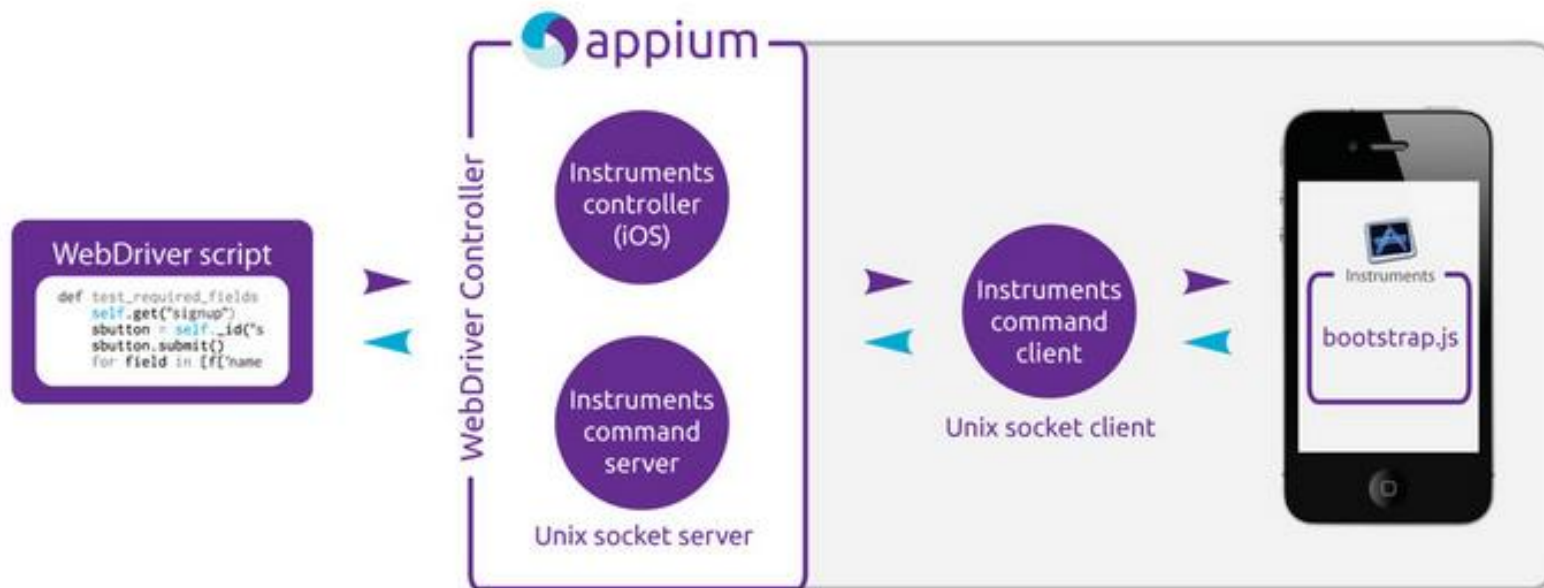 appium
WebDriver Controller
Instruments
controller
(iOS)
WebDriver script
def test_required_fields
self.get("signup")
sbutton = self._id("s
sbutton.submit()
for field in [f['name
Instruments
command
server
Unix socket server
Instruments
command
client
Unix socket client
Instruments
bootstrap.js